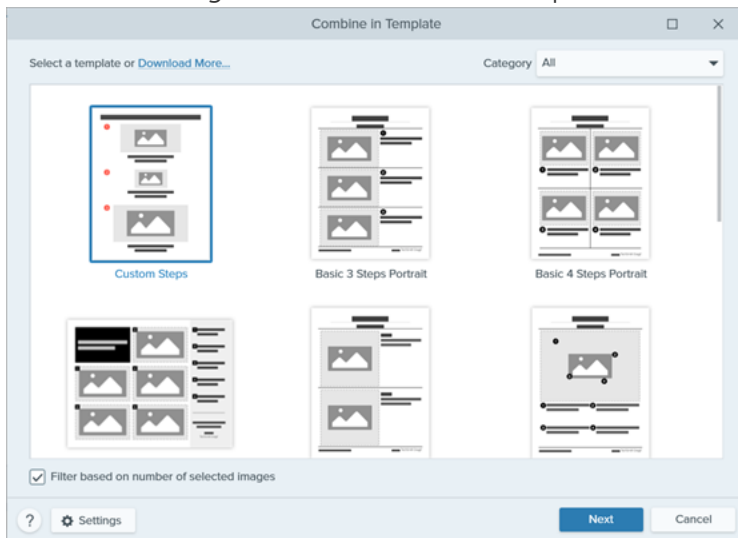 Combine in Template
Select a template or Download More...
Category All
Custom Steps
Basic 3 Steps Portrait
Basic 4 Steps Portrait
Filter based on number of selected images
? Settings
Next
Cancel